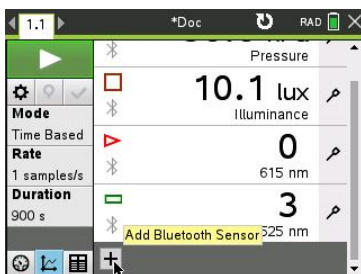 1.1 *Doc RAD
Pressure
10.1 lux
Illuminance
Mode
Time Based
Rate
1 samples/s
Duration
900 s
0
615 nm
3
525 nm
Add Bluetooth Sensor